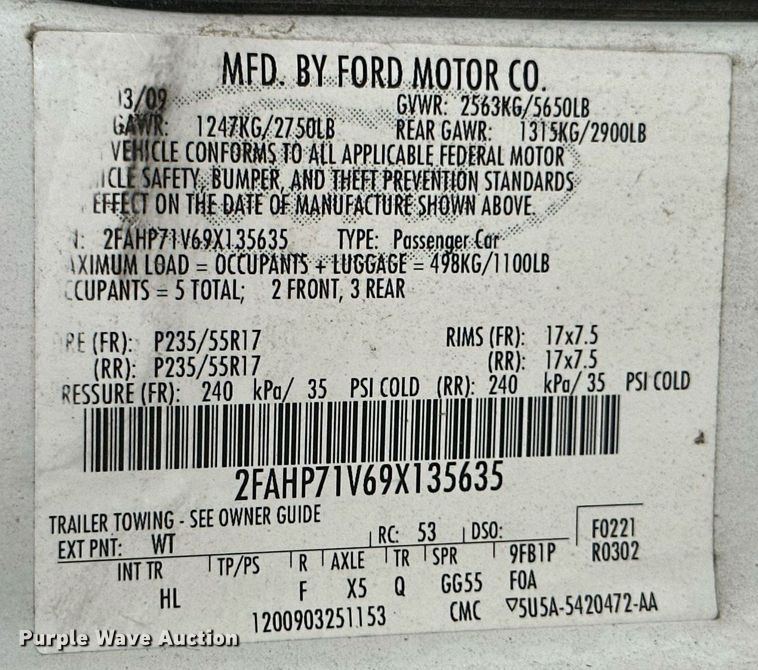 MFD. BY FORD MOTOR CO.
03/09 GVWR: 2563KG/5650LB
GAWR: 1247KG/2750LB REAR GAWR: 1315KG/2900LB
VEHICLE CONFORMS TO ALL APPLICABLE FEDERAL MOTOR
SAFETY, BUMPER, AND THEFT PREVENTION STANDARDS
EFFECT ON THE DATE OF MANUFACTURE SHOWN ABOVE.
2FAHP71V69X135635 TYPE: Passenger Car
AXIMUM LOAD = OCCUPANTS + LUGGAGE = 498KG/1100LB
CCUPANTS = 5 TOTAL; 2 FRONT, 3 REAR
RE (FR): P235/55R17 RIMS (FR): 17x7.5
(RR): P235/55R17 (RR): 17x7.5
RESSURE (FR): 240 kPa/ 35 PSI COLD (RR): 240 kPa/ 35 PSI COLD
2FAHP71V69X135635
TRAILER TOWING - SEE OWNER GUIDE
EXT PNT: WT RC: 53 DSO: F0221
INT TR TP/PS R AXLE TR SPR 9FB1P R0302
HL F X5 Q GG55 FOA
1200903251153 CMC ▽5U5A-5420472-AA
Purple Wave Auction